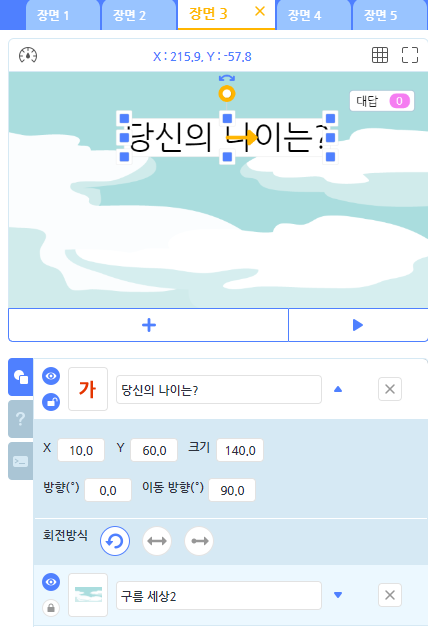 장면 1 장면 2 장면 3 장면 4 장면 5
X : 215.9, Y : -57.8
대답 0
당신의 나이는?
가 당신의 나이는?
X 10.0 Y 60.0 크기 140.0
방향(°) 0.0 이동 방향(°) 90.0
회전방식
구름 세상2